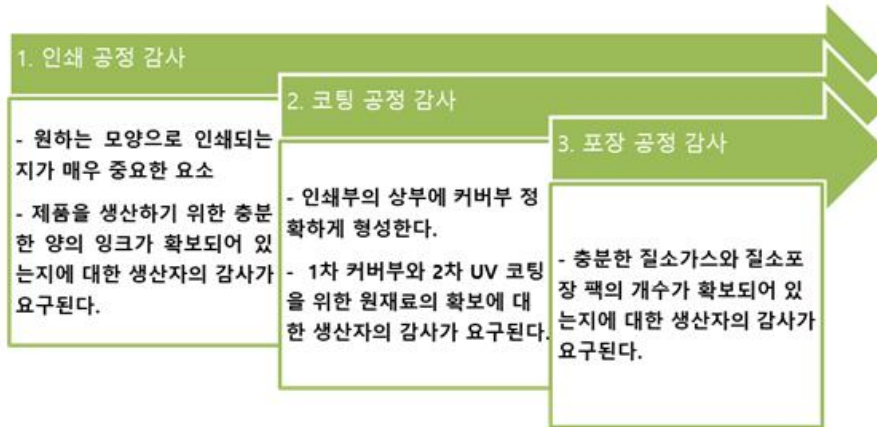 1. 인쇄 공정 감사
- 원하는 모양으로 인쇄되는
지가 매우 중요한 요소
- 제품을 생산하기 위한 충분
한 양의 잉크가 확보되어 있
는지에 대한 생산자의 감사가
요구된다.
2. 코팅 공정 감사
- 인쇄부의 상부에 커버부 정
확하게 형성한다.
- 1차 커버부와 2차 UV 코팅
을 위한 원재료의 확보에 대
한 생산자의 감사가 요구된다.
3. 포장 공정 감사
- 충분한 질소가스와 질소포
장 팩의 개수가 확보되어 있
는지에 대한 생산자의 감사가
요구된다.